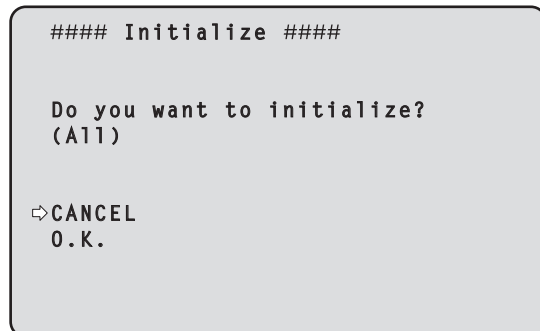 #### Initialize ####
Do you want to initialize?
(All)
⇨CANCEL
O.K.